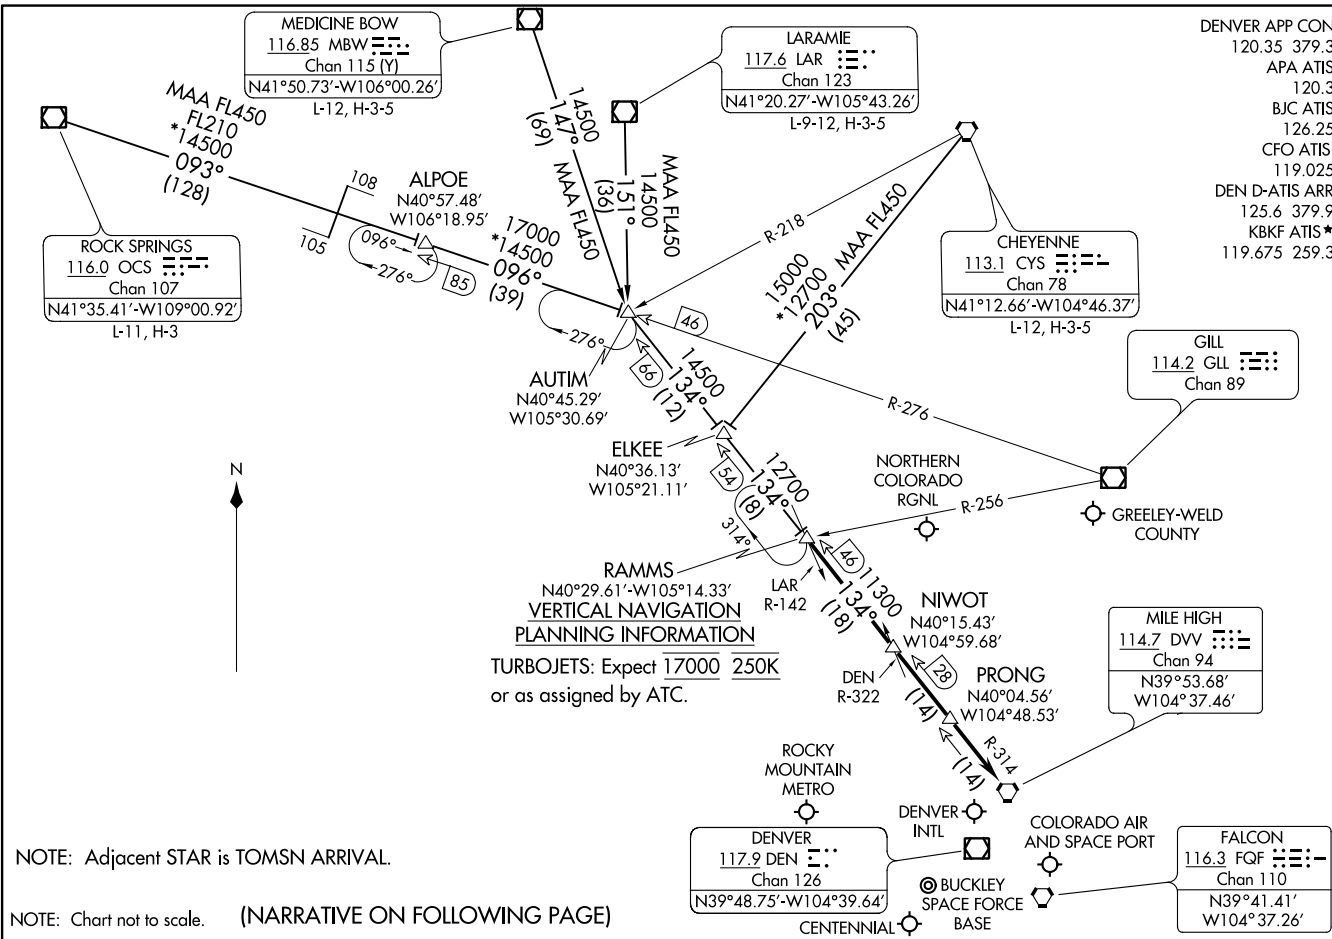 MEDICINE BOW
116.85 MBW
Chan 115 (Y)
N41°50.73'-W106°00.26'
L-12, H-3-5
LARAMIE
117.6 LAR
Chan 123
N41°20.27'-W105°43.26'
L-9-12, H-3-5
DENVER APP CON
120.35 379.3
APA ATIS
120.3
BJC ATIS
126.25
CFO ATIS
119.025
DEN D-ATIS ARR
125.6 379.9
KBKF ATIS★
119.675 259.3
MAA FL450
FL210
*14500
093°
(128)
14500
147°
(69)
MAA FL450
MAA FL450
14500
151°
(36)
108
105
ALPOE
N40°57.48'
W106°18.95'
096°
276°
85
17000
*14500
096°
(39)
ROCK SPRINGS
116.0 OCS
Chan 107
N41°35.41'-W109°00.92'
L-11, H-3
R-218
MAA FL450
15000
*12700
203°
(45)
CHEYENNE
113.1 CYS
Chan 78
N41°12.66'-W104°46.37'
L-12, H-3-5
276°
46
66
AUTIM
N40°45.29'
W105°30.69'
14500
134°
(12)
GILL
114.2 GLL
Chan 89
R-276
ELKEE
N40°36.13'
W105°21.11'
54
12700
134°
(8)
314°
NORTHERN
COLORADO
RGNL
R-256
GREELEY-WELD
COUNTY
N
RAMMS
N40°29.61'-W105°14.33'
LAR
R-142
46
11300
134°
(18)
VERTICAL NAVIGATION
PLANNING INFORMATION
TURBOJETS: Expect 17000 250K
or as assigned by ATC.
NIWOT
N40°15.43'
W104°59.68'
DEN
R-322
28
(14)
PRONG
N40°04.56'
W104°48.53'
R-314
(14)
MILE HIGH
114.7 DVV
Chan 94
N39°53.68'
W104°37.46'
ROCKY
MOUNTAIN
METRO
DENVER
INTL
COLORADO AIR
AND SPACE PORT
DENVER
117.9 DEN
Chan 126
N39°48.75'-W104°39.64'
BUCKLEY
SPACE FORCE
BASE
CENTENNIAL
FALCON
116.3 FQF
Chan 110
N39°41.41'
W104°37.26'
NOTE: Adjacent STAR is TOMSN ARRIVAL.
NOTE: Chart not to scale.
(NARRATIVE ON FOLLOWING PAGE)